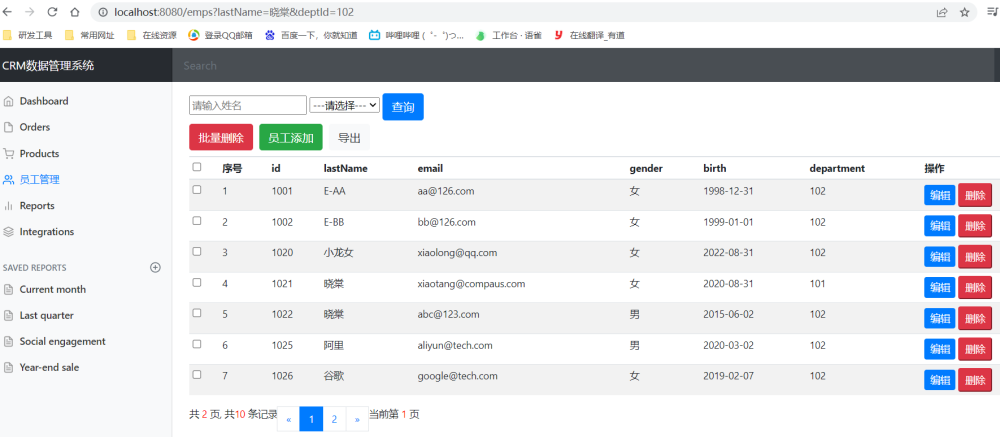 localhost:8080/emps?lastName=晓棠&deptId=102
研发工具 常用网址 在线资源 登录QQ邮箱 百度一下，你就知道 哔哩哔哩 (゜-゜)つ... 工作台 · 语雀 在线翻译_有道
CRM数据管理系统 Search
Dashboard
Orders
Products
员工管理
Reports
Integrations
SAVED REPORTS
Current month
Last quarter
Social engagement
Year-end sale
请输入姓名 ---请选择--- 查询
批量删除 员工添加 导出
序号 id lastName email gender birth department 操作
1 1001 E-AA aa@126.com 女 1998-12-31 102 编辑 删除
2 1002 E-BB bb@126.com 女 1999-01-01 102 编辑 删除
3 1020 小龙女 xiaolong@qq.com 女 2022-08-31 102 编辑 删除
4 1021 晓棠 xiaotang@compaus.com 女 2020-08-31 101 编辑 删除
5 1022 晓棠 abc@123.com 男 2015-06-02 102 编辑 删除
6 1025 阿里 aliyun@tech.com 男 2020-03-02 102 编辑 删除
7 1026 谷歌 google@tech.com 女 2019-02-07 102 编辑 删除
共 2 页, 共10 条记录 « 1 2 » 当前第 1 页